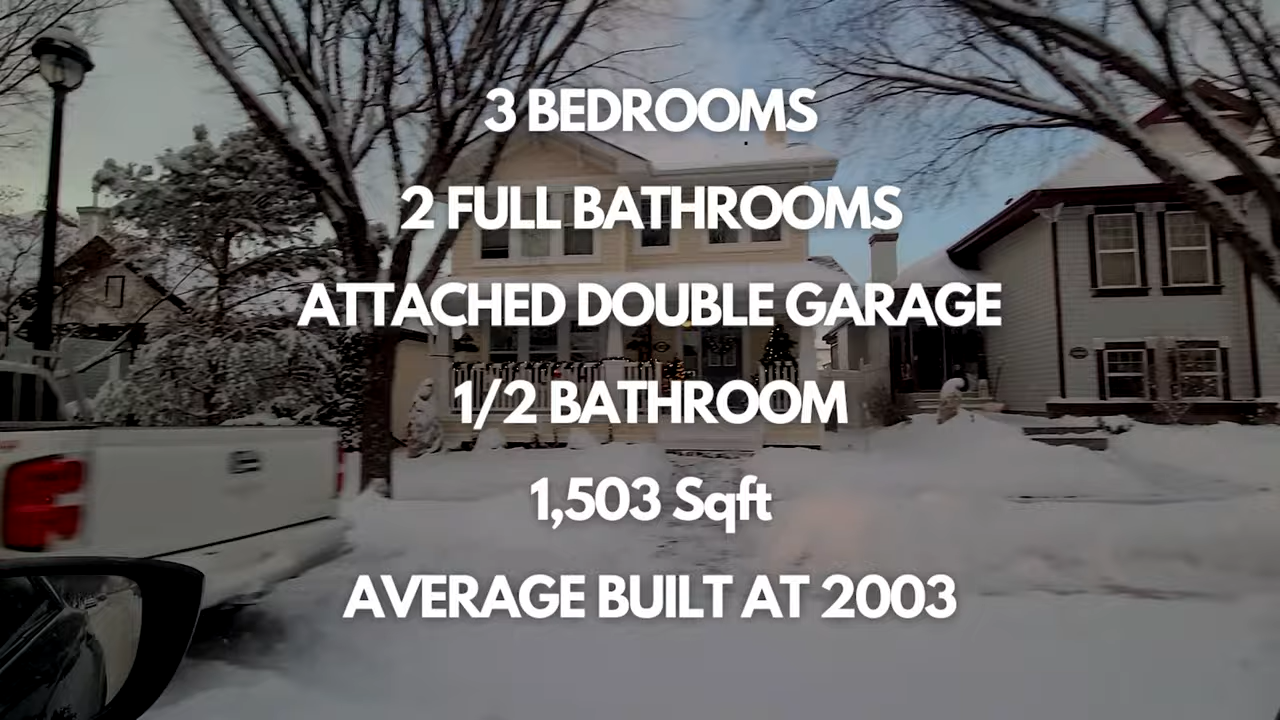 3 BEDROOMS
2 FULL BATHROOMS
ATTACHED DOUBLE GARAGE
1/2 BATHROOM
1,503 Sqft
AVERAGE BUILT AT 2003